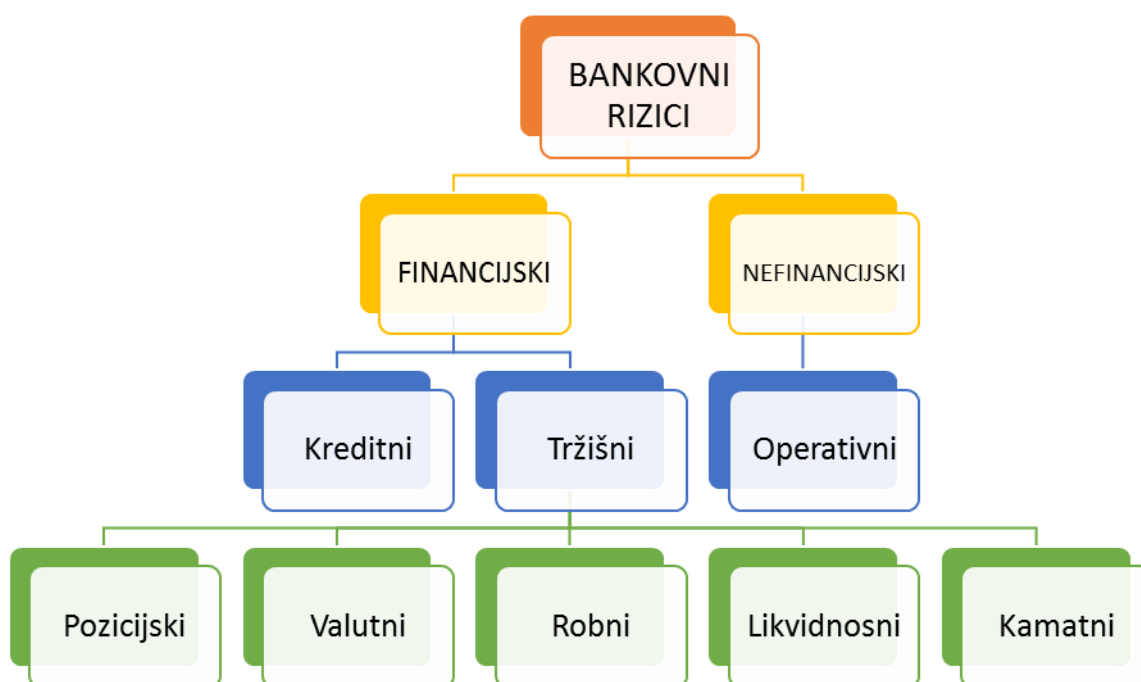 BANKOVNI
RIZICI
FINANCIJSKI
NEFINANCIJSKI
Kreditni
Tržišni
Operativni
Pozicijski
Valutni
Robni
Likvidnosni
Kamatni